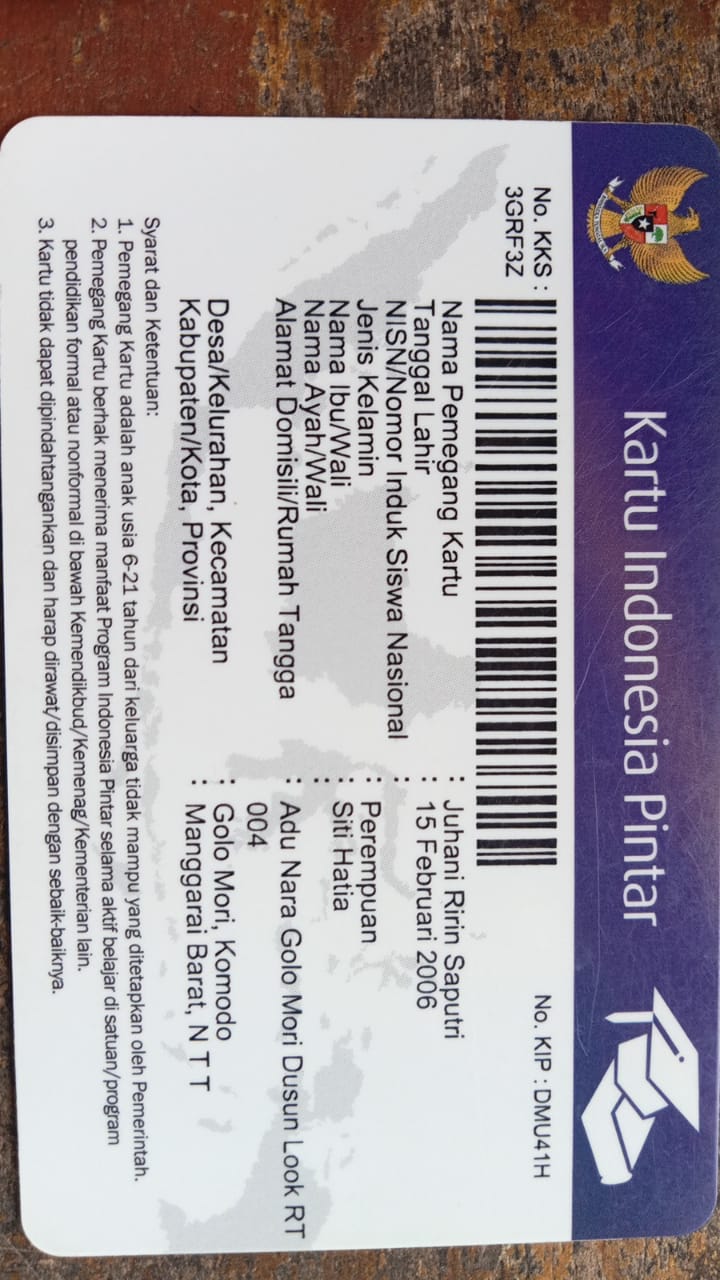 Kartu Indonesia Pintar
No. KKS :
3GRF3Z
No. KIP : DMU41H
Nama Pemegang Kartu : Juhani Ririn Saputri
Tanggal Lahir : 15 Februari 2006
NISN/Nomor Induk Siswa Nasional :
Jenis Kelamin : Perempuan
Nama Ibu/Wali : Siti Hatia
Nama Ayah/Wali :
Alamat Domisili/Rumah Tangga : Adu Nara Golo Mori Dusun Look RT
004
Desa/Kelurahan, Kecamatan : Golo Mori, Komodo
Kabupaten/Kota, Provinsi : Manggarai Barat, N T T
Syarat dan Ketentuan:
1. Pemegang Kartu adalah anak usia 6-21 tahun dari keluarga tidak mampu yang ditetapkan oleh Pemerintah.
2. Pemegang Kartu berhak menerima manfaat Program Indonesia Pintar selama aktif belajar di satuan/program
pendidikan formal atau nonformal di bawah Kemendikbud/Kemenag/Kementerian lain.
3. Kartu tidak dapat dipindahtangankan dan harap dirawat/disimpan dengan sebaik-baiknya.